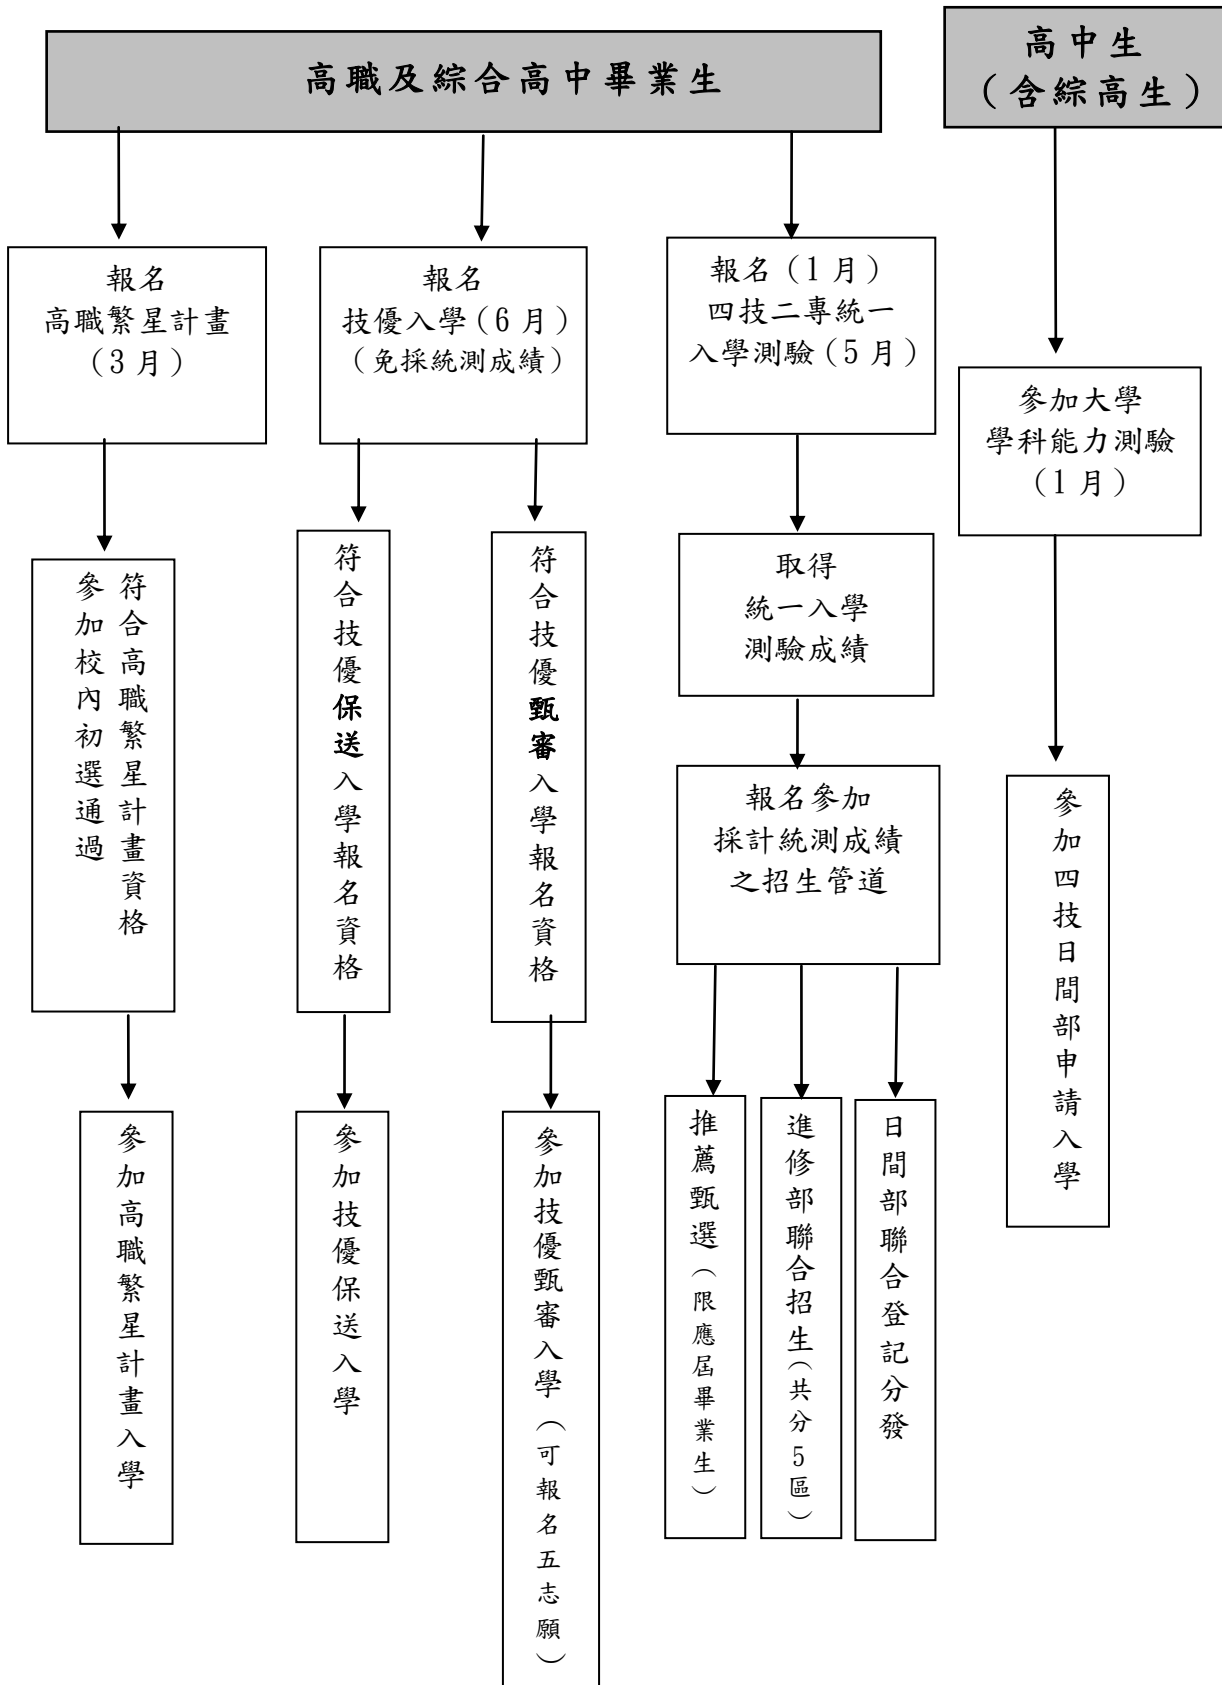 高職及綜合高中畢業生
高中生
（含綜高生）
報名
高職繁星計畫
（3 月）
報名
技優入學（6 月）
（免採統測成績）
報名（1 月）
四技二專統一
入學測驗（5 月）
參加大學
學科能力測驗
（1 月）
符合高職繁星計畫資格
參加校內初選通過
符合技優保送入學報名資格
符合技優甄審入學報名資格
取得
統一入學
測驗成績
報名參加
採計統測成績
之招生管道
參加四技日間部申請入學
參加高職繁星計畫入學
參加技優保送入學
參加技優甄審入學（可報名五志願）
推薦甄選（限應屆畢業生）
進修部聯合招生（共分5區）
日間部聯合登記分發